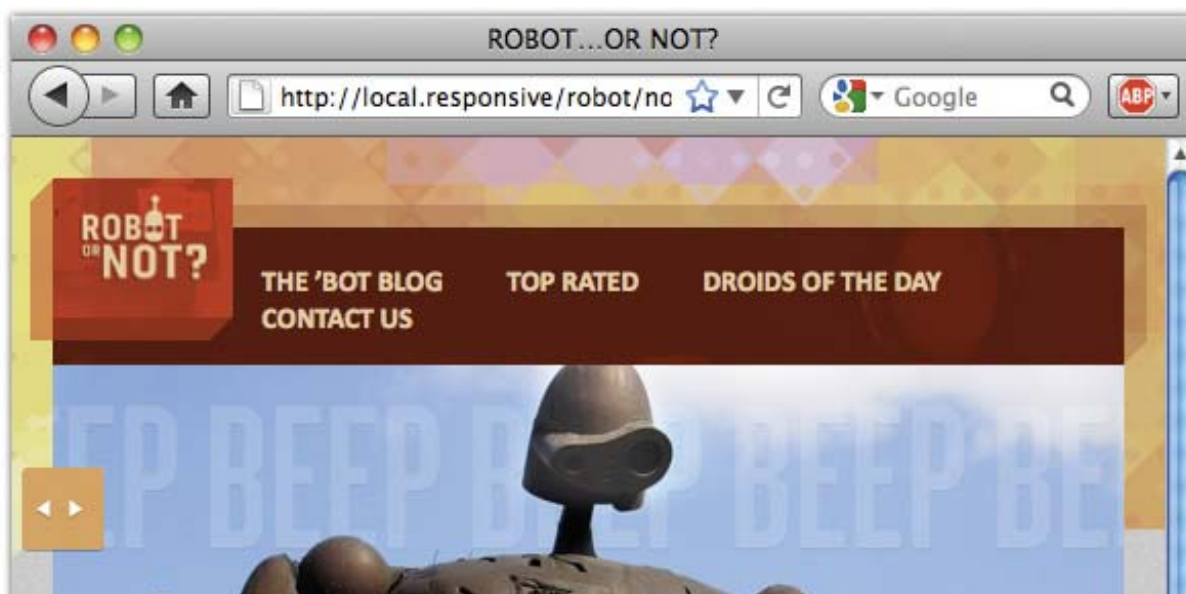 ROBOT...OR NOT?
http://local.responsive/robot/no
Google
ABP
ROBOT
OR NOT?
THE ’BOT BLOG TOP RATED DROIDS OF THE DAY
CONTACT US
EP BEEP BEEP BEEP BE